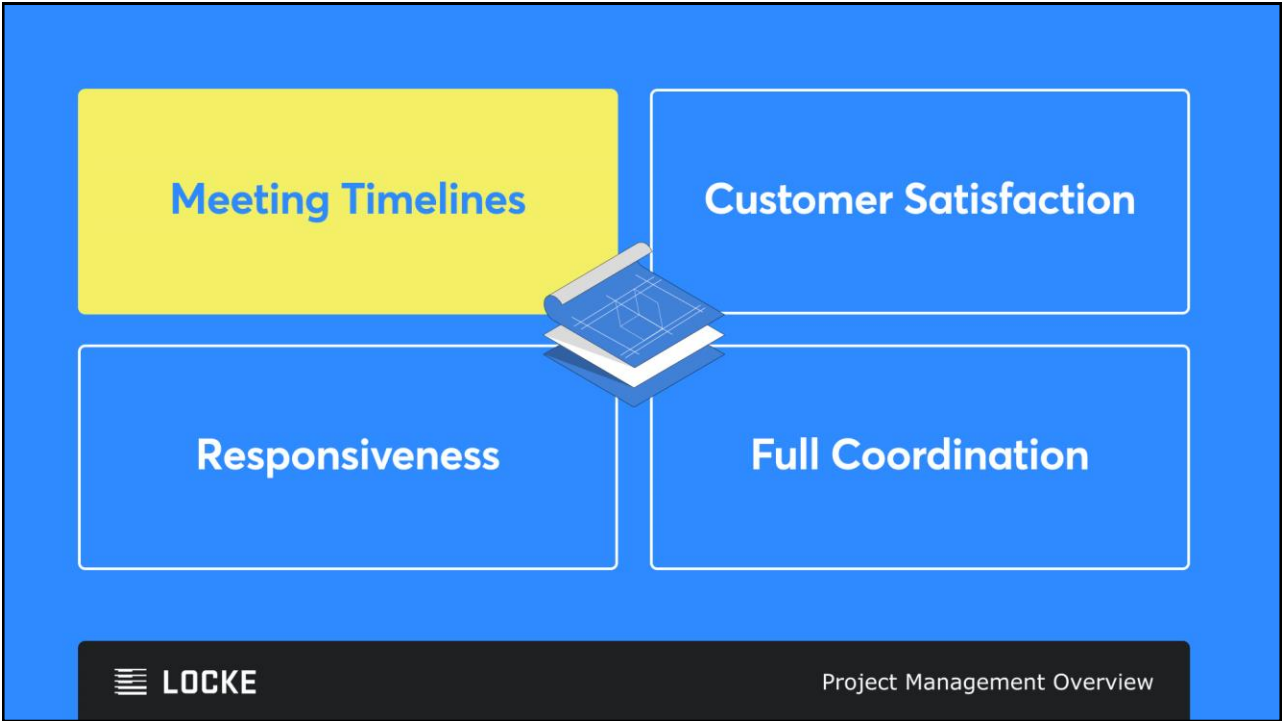 Meeting Timelines
Customer Satisfaction
Responsiveness
Full Coordination
LOCKE
Project Management Overview